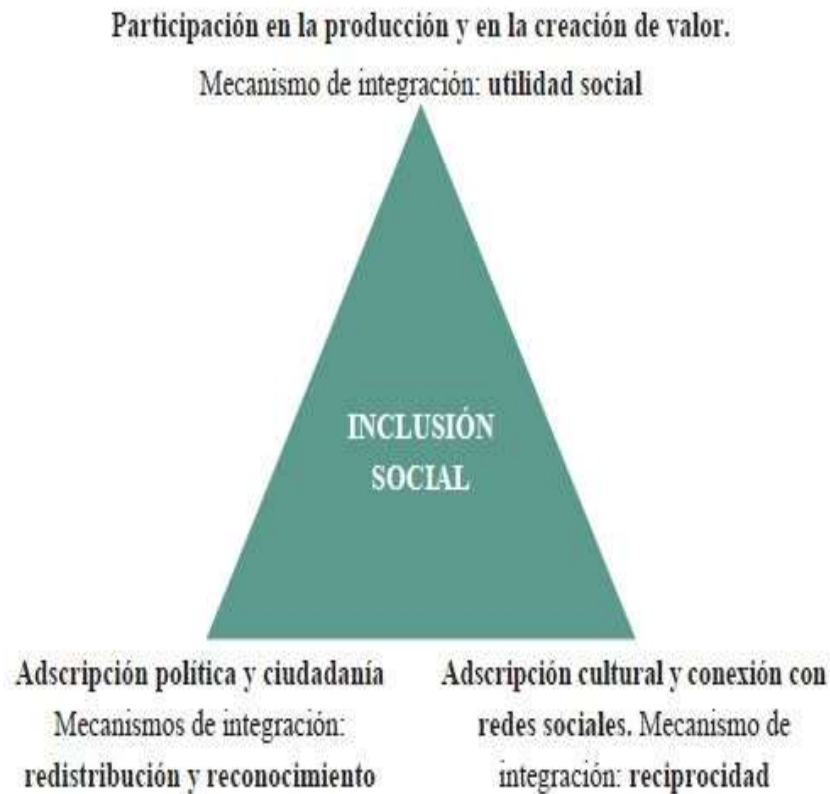 Participación en la producción y en la creación de valor.
Mecanismo de integración: utilidad social
INCLUSIÓN
SOCIAL
Adscripción política y ciudadanía
Mecanismos de integración:
redistribución y reconocimiento
Adscripción cultural y conexión con
redes sociales. Mecanismo de
integración: reciprocidad